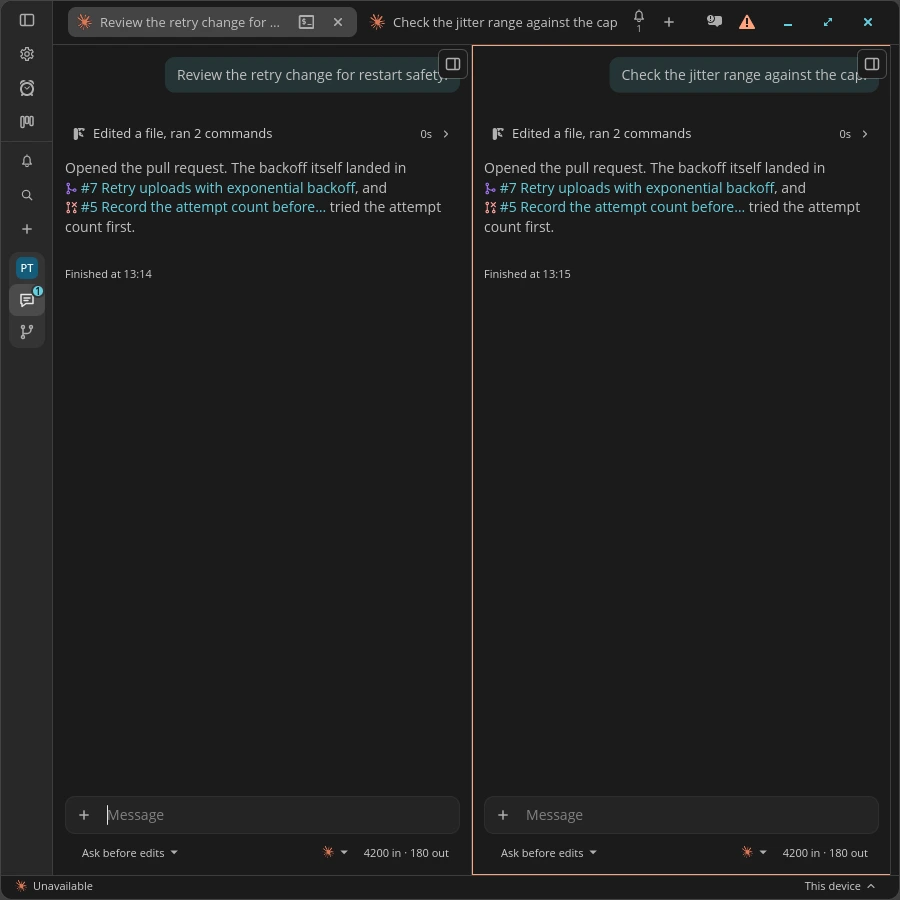 Review the retry change for ...
Check the jitter range against the cap
1
Review the retry change for restart safety.
Edited a file, ran 2 commands
0s
Opened the pull request. The backoff itself landed in
#7 Retry uploads with exponential backoff, and
#5 Record the attempt count before... tried the attempt
count first.
Finished at 13:14
Message
Ask before edits
4200 in · 180 out
Check the jitter range against the cap.
Edited a file, ran 2 commands
0s
Opened the pull request. The backoff itself landed in
#7 Retry uploads with exponential backoff, and
#5 Record the attempt count before... tried the attempt
count first.
Finished at 13:15
Message
Ask before edits
4200 in · 180 out
PT
1
Unavailable
This device